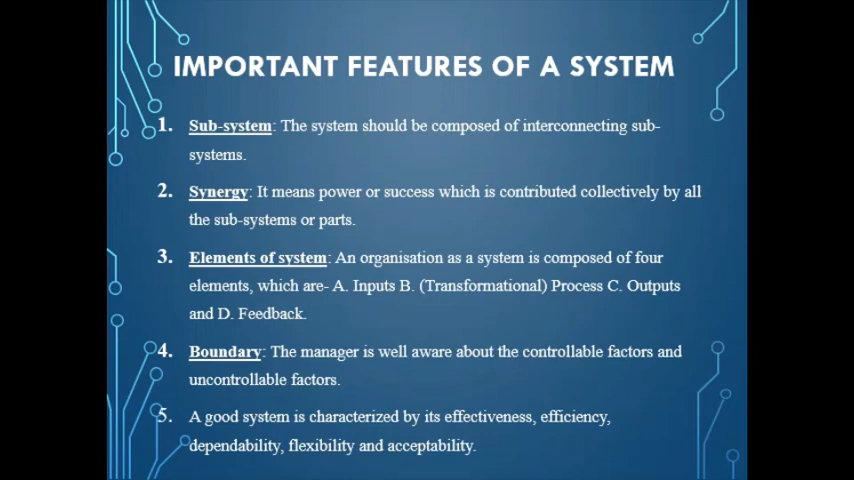 IMPORTANT FEATURES OF A SYSTEM
1. Sub-system: The system should be composed of interconnecting sub-
systems.
2. Synergy: It means power or success which is contributed collectively by all
the sub-systems or parts.
3. Elements of system: An organisation as a system is composed of four
elements, which are- A. Inputs B. (Transformational) Process C. Outputs
and D. Feedback.
4. Boundary: The manager is well aware about the controllable factors and
uncontrollable factors.
5. A good system is characterized by its effectiveness, efficiency,
dependability, flexibility and acceptability.